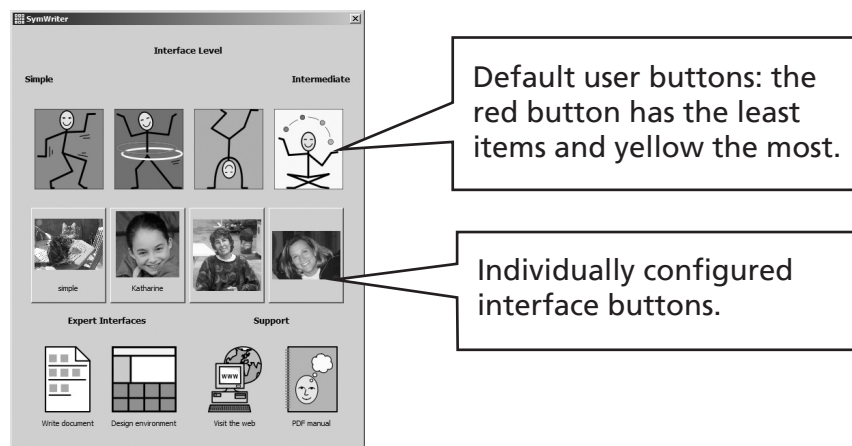 SymWriter
Interface Level
Simple Intermediate
Default user buttons: the
red button has the least
items and yellow the most.
simple Katharine
Individually configured
interface buttons.
Expert Interfaces Support
WWW
Write document Design environment Visit the web PDF manual